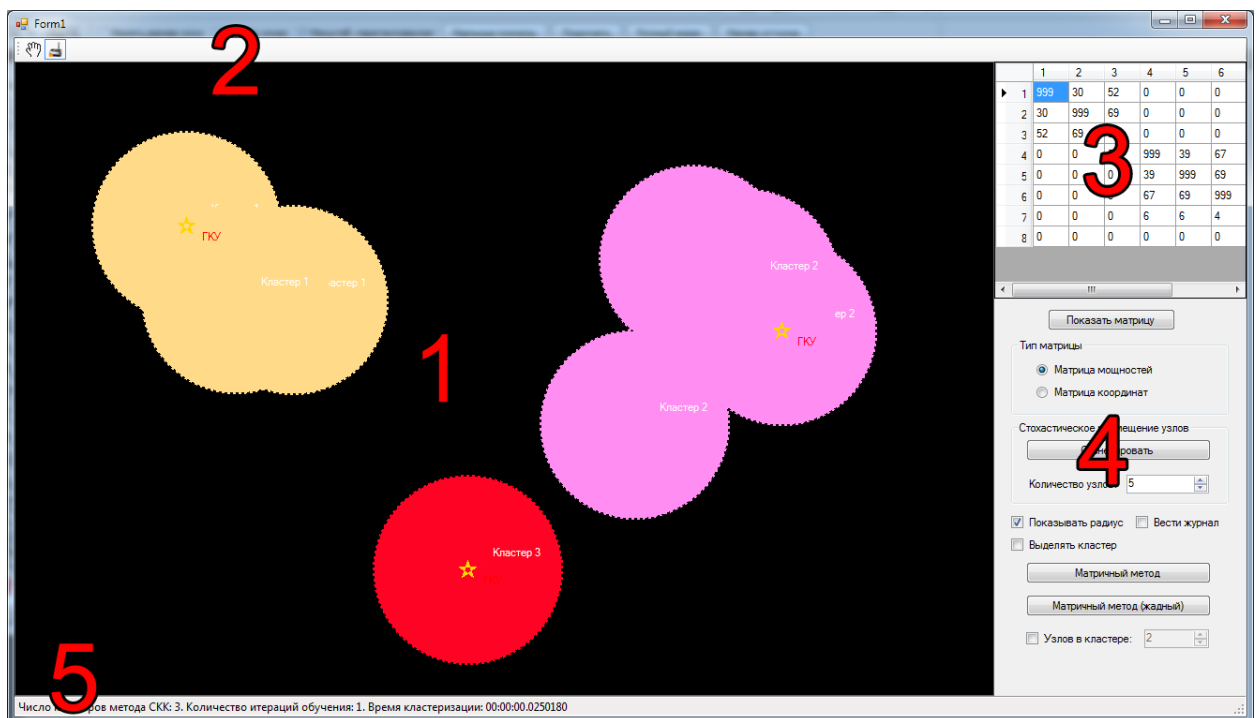 Form1
2
1 2 3 4 5 6
1 999 30 52 0 0 0
2 30 999 69 0 0 0
3 52 69 0 0 0
4 0 0 999 39 67
5 0 0 0 39 999 69
6 0 0 67 69 999
7 0 0 0 6 6 4
8 0 0 0 0 0 0
3
Показать матрицу
Тип матрицы
Матрица мощностей
Матрица координат
Стохастическое узлов
4
Количество 5
Показывать радиус Вести журнал
Выделять кластер
Матричный метод
Матричный метод (жадный)
Узлов в кластере: 2
ГКУ
Кластер 1 астер 1
1
Кластер 2
ер 2
ГКУ
Кластер 2
Кластер 3
ГКУ
5
Число метода СКК: 3. Количество итераций обучения: 1. Время кластеризации: 00:00:00.0250180